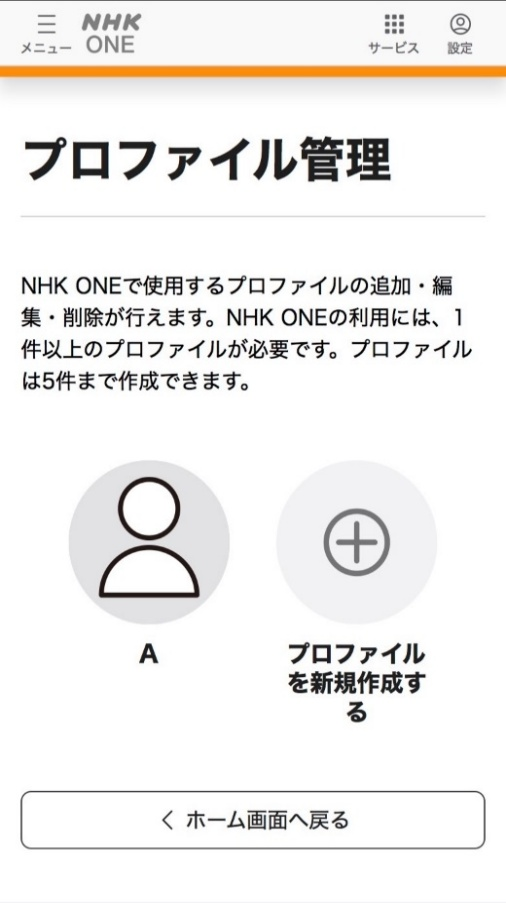 メニュー
NHK
ONE
サービス
設定
プロファイル管理
NHK ONEで使用するプロファイルの追加・編
集・削除が行えます。NHK ONEの利用には、1
件以上のプロファイルが必要です。プロファイル
は5件まで作成できます。
A
プロファイル
を新規作成す
る
ホーム画面へ戻る